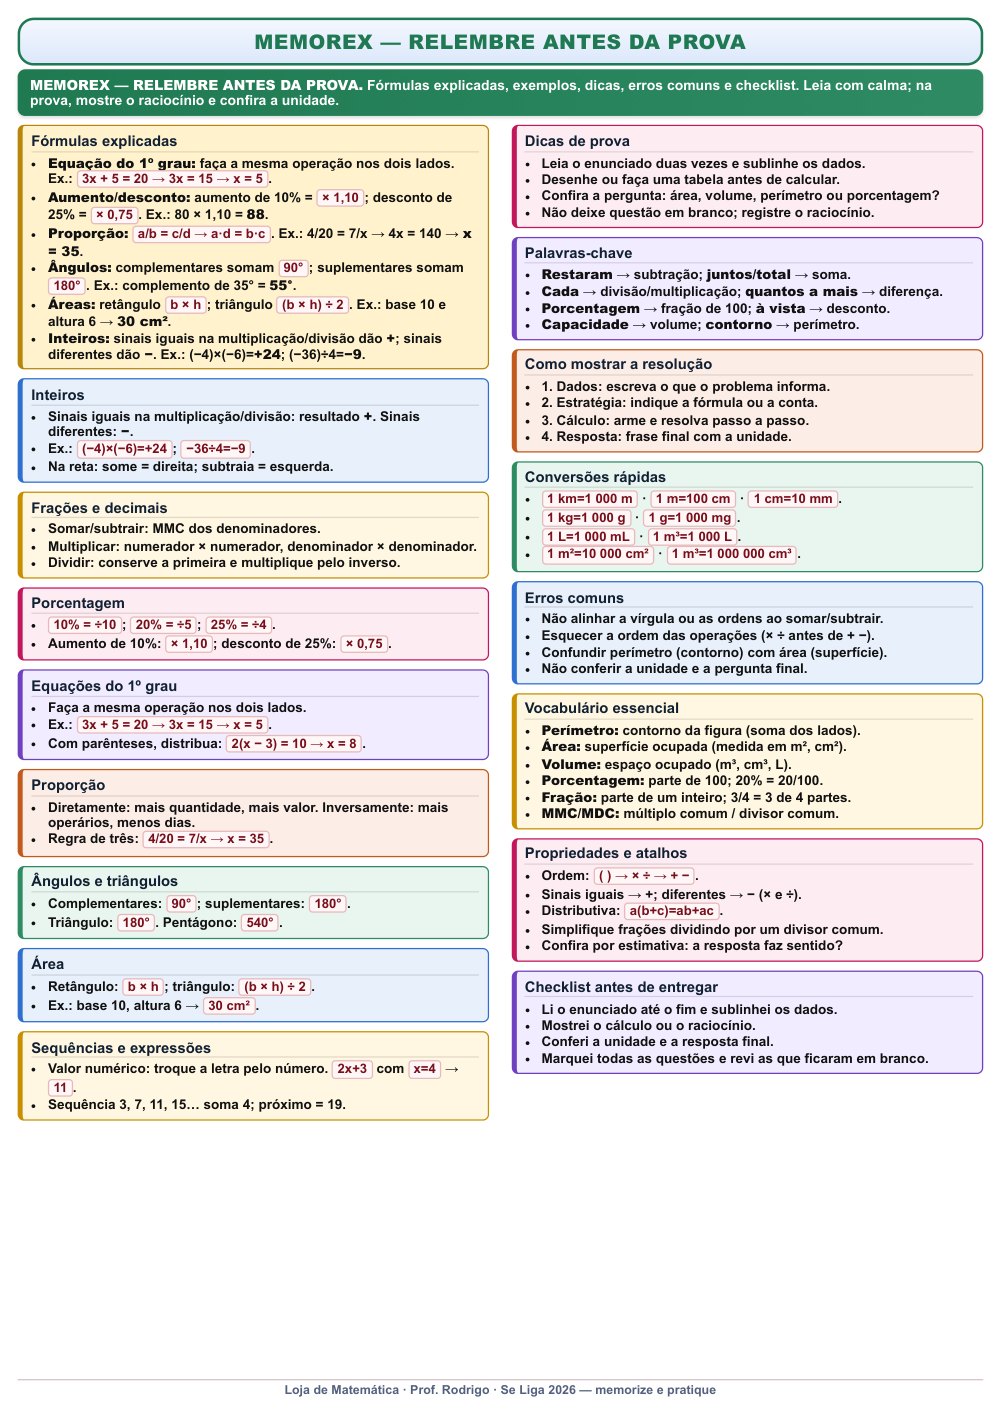 MEMOREX — RELEMBRE ANTES DA PROVA
MEMOREX — RELEMBRE ANTES DA PROVA. Fórmulas explicadas, exemplos, dicas, erros comuns e checklist. Leia com calma; na
prova, mostre o raciocínio e confira a unidade.
Fórmulas explicadas
• Equação do 1º grau: faça a mesma operação nos dois lados.
Ex.: 3x + 5 = 20 → 3x = 15 → x = 5.
• Aumento/desconto: aumento de 10% = × 1,10; desconto de
25% = × 0,75. Ex.: 80 × 1,10 = 88.
• Proporção: a/b = c/d → a·d = b·c. Ex.: 4/20 = 7/x → 4x = 140 → x
= 35.
• Ângulos: complementares somam 90°; suplementares somam
180°. Ex.: complemento de 35° = 55°.
• Áreas: retângulo b × h; triângulo (b × h) ÷ 2. Ex.: base 10 e
altura 6 → 30 cm².
• Inteiros: sinais iguais na multiplicação/divisão dão +; sinais
diferentes dão −. Ex.: (−4)×(−6)=+24; (−36)÷4=−9.
Inteiros
• Sinais iguais na multiplicação/divisão: resultado +. Sinais
diferentes: −.
• Ex.: (−4)×(−6)=+24; −36÷4=−9.
• Na reta: some = direita; subtraia = esquerda.
Frações e decimais
• Somar/subtrair: MMC dos denominadores.
• Multiplicar: numerador × numerador, denominador × denominador.
• Dividir: conserve a primeira e multiplique pelo inverso.
Porcentagem
• 10% = ÷10; 20% = ÷5; 25% = ÷4.
• Aumento de 10%: × 1,10; desconto de 25%: × 0,75.
Equações do 1º grau
• Faça a mesma operação nos dois lados.
• Ex.: 3x + 5 = 20 → 3x = 15 → x = 5.
• Com parênteses, distribua: 2(x − 3) = 10 → x = 8.
Proporção
• Diretamente: mais quantidade, mais valor. Inversamente: mais
operários, menos dias.
• Regra de três: 4/20 = 7/x → x = 35.
Ângulos e triângulos
• Complementares: 90°; suplementares: 180°.
• Triângulo: 180°. Pentágono: 540°.
Área
• Retângulo: b × h; triângulo: (b × h) ÷ 2.
• Ex.: base 10, altura 6 → 30 cm².
Sequências e expressões
• Valor numérico: troque a letra pelo número. 2x+3 com x=4 →
11.
• Sequência 3, 7, 11, 15… soma 4; próximo = 19.
Dicas de prova
• Leia o enunciado duas vezes e sublinhe os dados.
• Desenhe ou faça uma tabela antes de calcular.
• Confira a pergunta: área, volume, perímetro ou porcentagem?
• Não deixe questão em branco; registre o raciocínio.
Palavras-chave
• Restaram → subtração; juntos/total → soma.
• Cada → divisão/multiplicação; quantos a mais → diferença.
• Porcentagem → fração de 100; à vista → desconto.
• Capacidade → volume; contorno → perímetro.
Como mostrar a resolução
• 1. Dados: escreva o que o problema informa.
• 2. Estratégia: indique a fórmula ou a conta.
• 3. Cálculo: arme e resolva passo a passo.
• 4. Resposta: frase final com a unidade.
Conversões rápidas
• 1 km=1 000 m · 1 m=100 cm · 1 cm=10 mm.
• 1 kg=1 000 g · 1 g=1 000 mg.
• 1 L=1 000 mL · 1 m³=1 000 L.
• 1 m²=10 000 cm² · 1 m³=1 000 000 cm³.
Erros comuns
• Não alinhar a vírgula ou as ordens ao somar/subtrair.
• Esquecer a ordem das operações (× ÷ antes de + −).
• Confundir perímetro (contorno) com área (superfície).
• Não conferir a unidade e a pergunta final.
Vocabulário essencial
• Perímetro: contorno da figura (soma dos lados).
• Área: superfície ocupada (medida em m², cm²).
• Volume: espaço ocupado (m³, cm³, L).
• Porcentagem: parte de 100; 20% = 20/100.
• Fração: parte de um inteiro; 3/4 = 3 de 4 partes.
• MMC/MDC: múltiplo comum / divisor comum.
Propriedades e atalhos
• Ordem: ( ) → × ÷ → + −.
• Sinais iguais → +; diferentes → − (× e ÷).
• Distributiva: a(b+c)=ab+ac.
• Simplifique frações dividindo por um divisor comum.
• Confira por estimativa: a resposta faz sentido?
Checklist antes de entregar
• Li o enunciado até o fim e sublinhei os dados.
• Mostrei o cálculo ou o raciocínio.
• Conferi a unidade e a resposta final.
• Marquei todas as questões e revi as que ficaram em branco.
Loja de Matemática · Prof. Rodrigo · Se Liga 2026 — memorize e pratique